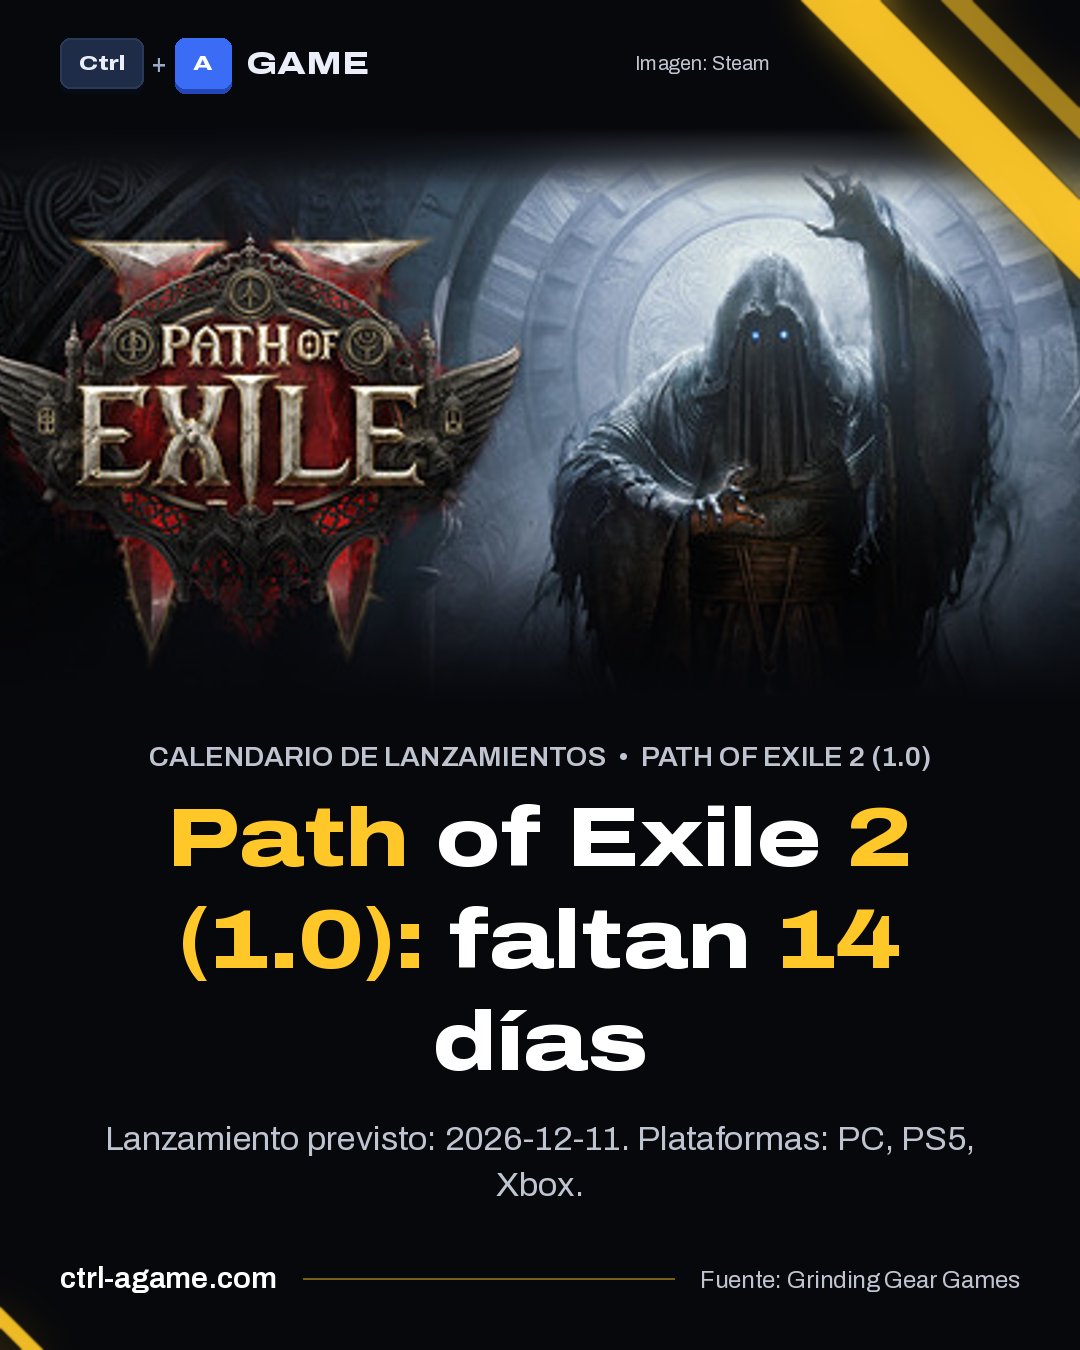 Ctrl + A GAME
Imagen: Steam
PATH OF
EXILE
II
CALENDARIO DE LANZAMIENTOS • PATH OF EXILE 2 (1.0)
Path of Exile 2
(1.0): faltan 14
días
Lanzamiento previsto: 2026-12-11. Plataformas: PC, PS5,
Xbox.
ctrl-agame.com
Fuente: Grinding Gear Games